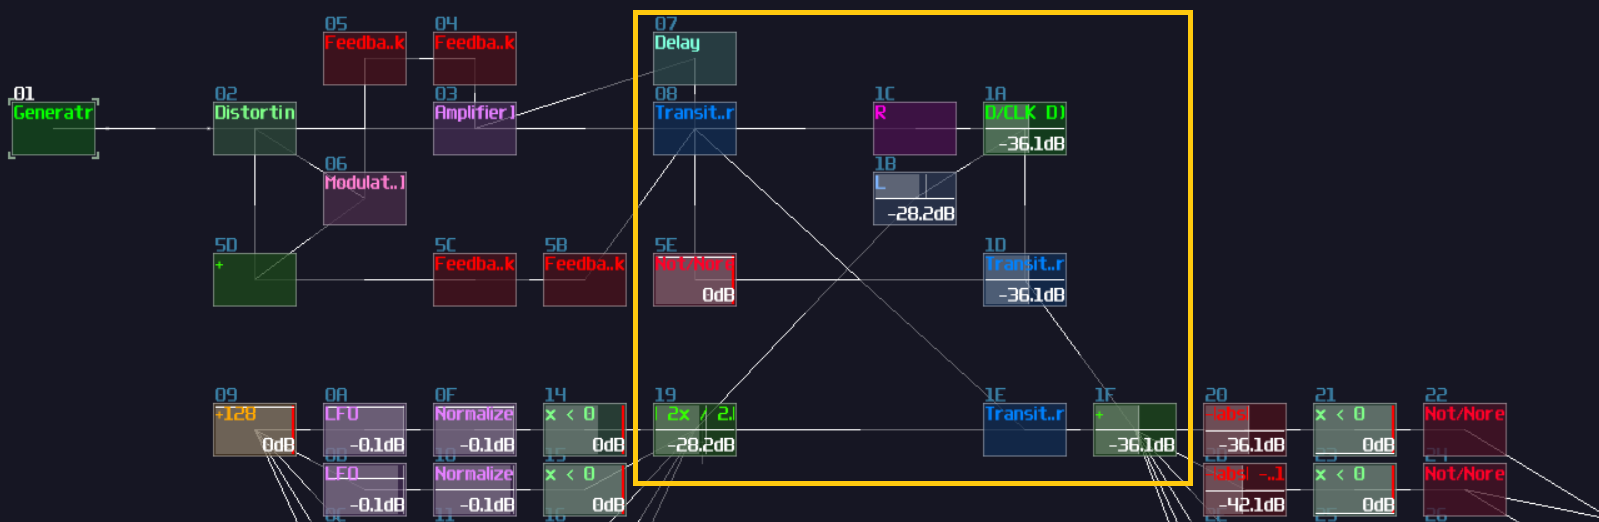 05 04 07
Feedba..k Feedba..k Delay
01 02 03 08 1C 1A
Generatr Distortin Amplifier] Transit..r R D/CLK D)
-36.1dB
06 1B
Modulat..] L
-28.2dB
5D 5C 5B 5E 1D
+ Feedba..k Feedba..k Not/Nore Transit..r
0dB -36.1dB
09 0A 0F 14 19 1E 1F 20 21 22
+128 LFO Normalize x < 0 2x / 2. Transit..r + -labs x < 0 Not/Nore
0dB -0.1dB -0.1dB 0dB -28.2dB -36.1dB -36.1dB 0dB
LFO Normalize x < 0 -labs| -..1 x < 0 Not/Nore
-0.1dB -0.1dB 0dB -42.1dB 0dB